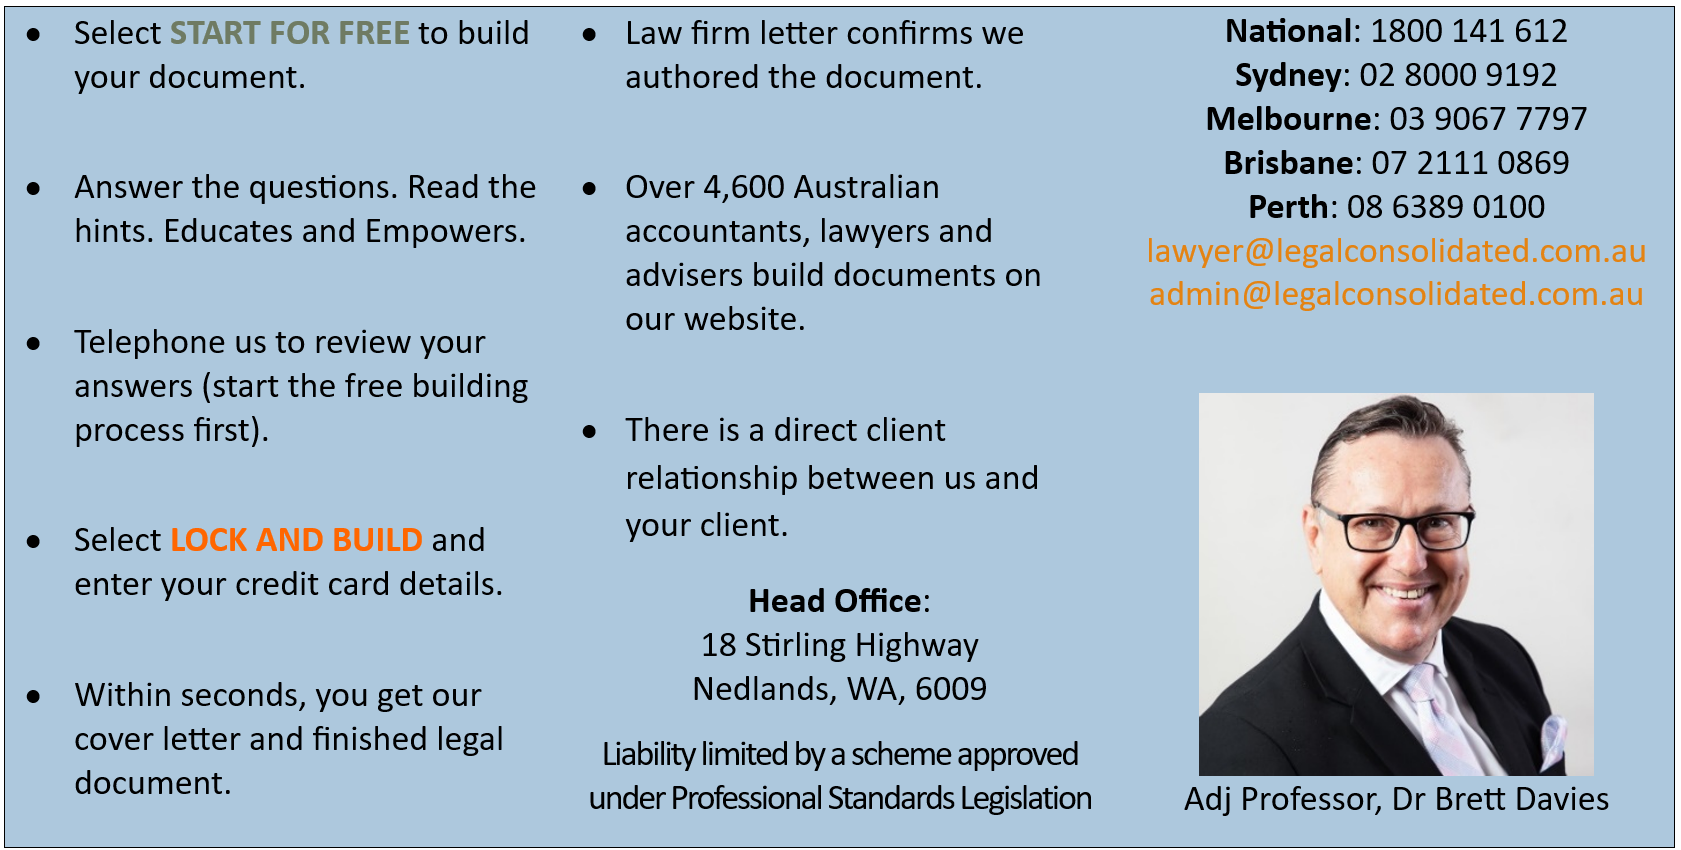 • Select START FOR FREE to build
your document.
• Answer the questions. Read the
hints. Educates and Empowers.
• Telephone us to review your
answers (start the free building
process first).
• Select LOCK AND BUILD and
enter your credit card details.
• Within seconds, you get our
cover letter and finished legal
document.
• Law firm letter confirms we
authored the document.
• Over 4,600 Australian
accountants, lawyers and
advisers build documents on
our website.
• There is a direct client
relationship between us and
your client.
Head Office:
18 Stirling Highway
Nedlands, WA, 6009
Liability limited by a scheme approved
under Professional Standards Legislation
National: 1800 141 612
Sydney: 02 8000 9192
Melbourne: 03 9067 7797
Brisbane: 07 2111 0869
Perth: 08 6389 0100
lawyer@legalconsolidated.com.au
admin@legalconsolidated.com.au
Adj Professor, Dr Brett Davies